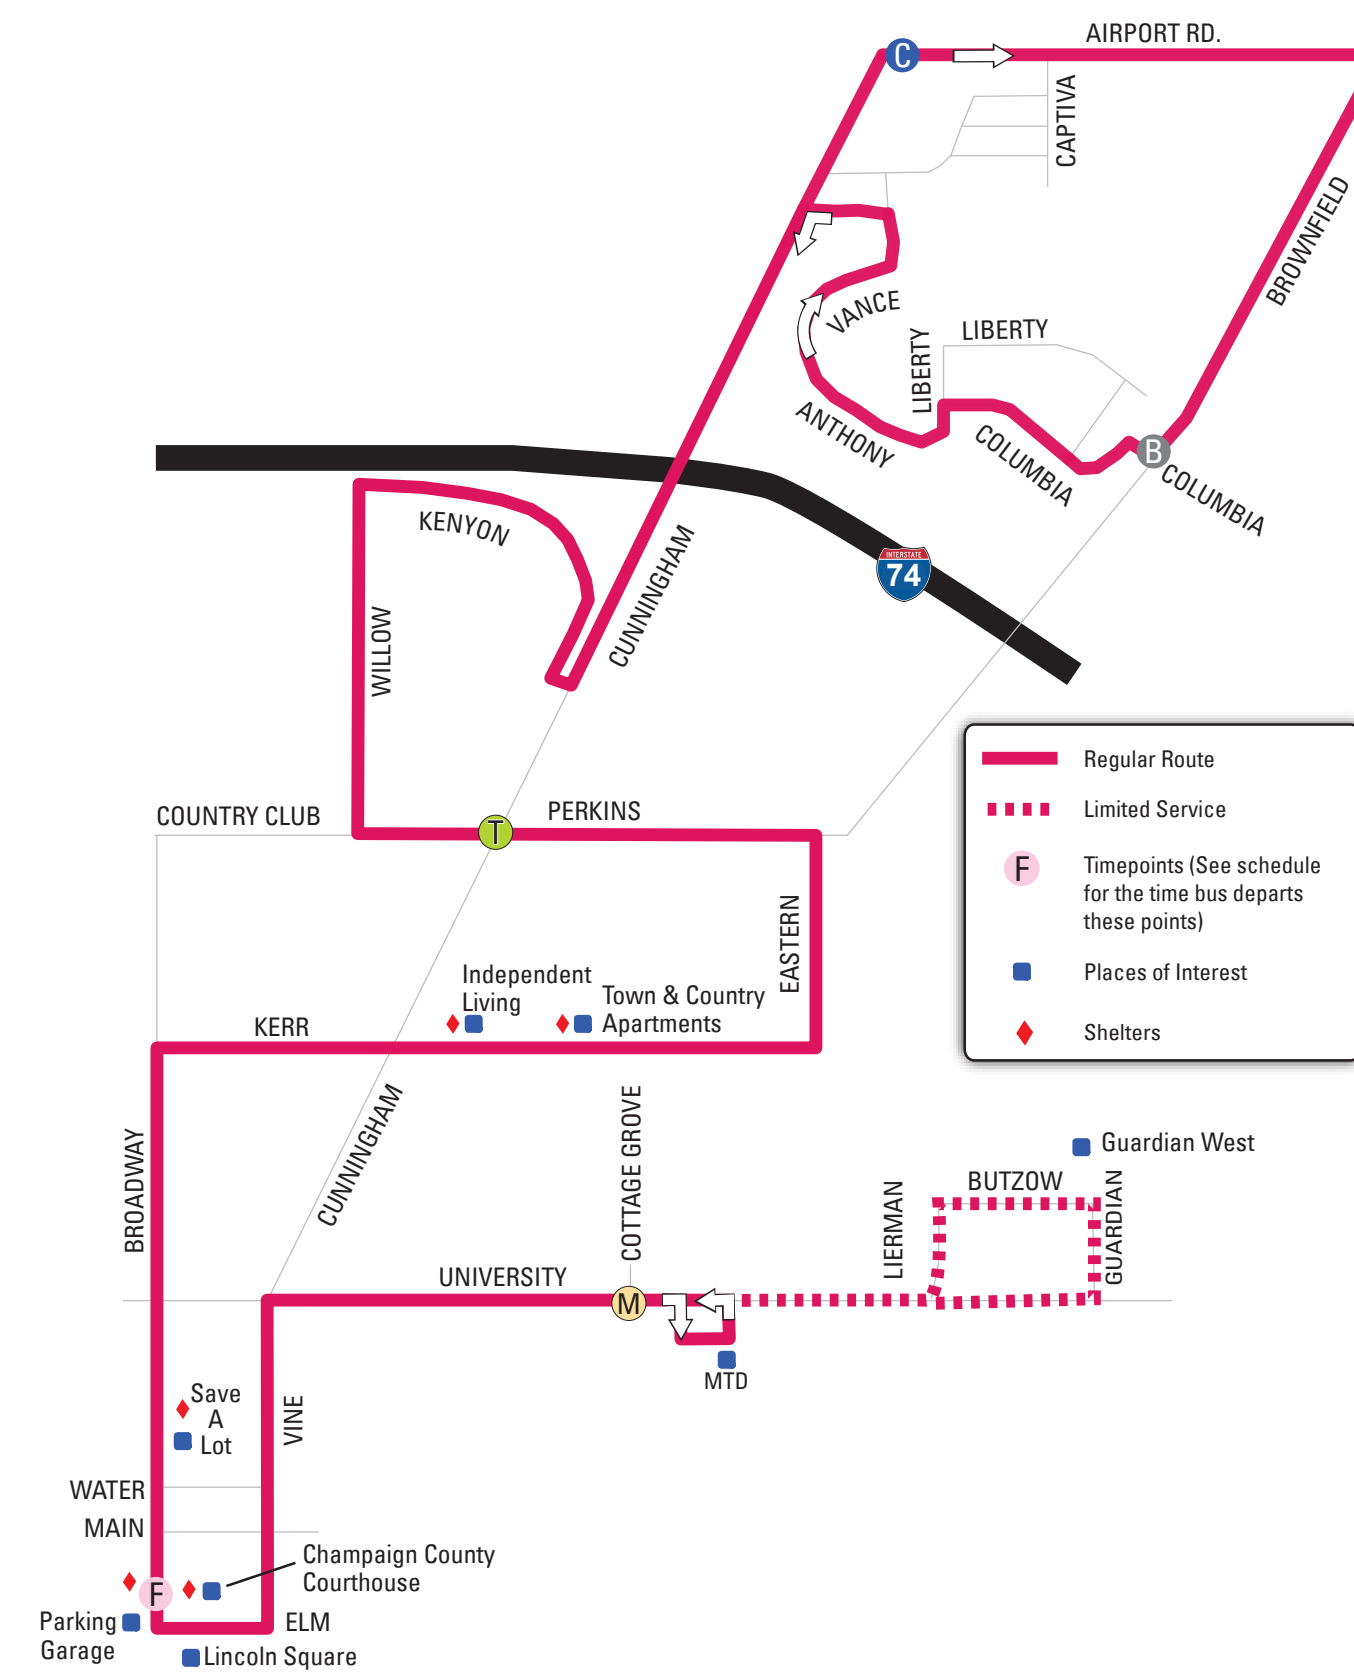 AIRPORT RD.
C
CAPTIVA
BROWNFIELD
VANCE
LIBERTY
LIBERTY
ANTHONY
COLUMBIA
B
COLUMBIA
KENYON
CUNNINGHAM
INTERSTATE
74
WILLOW
COUNTRY CLUB
T
PERKINS
Regular Route
Limited Service
F
Timepoints (See schedule
for the time bus departs
these points)
Places of Interest
Shelters
EASTERN
Independent
Living
Town & Country
Apartments
KERR
BROADWAY
CUNNINGHAM
COTTAGE GROVE
Guardian West
BUTZOW
LIERMAN
GUARDIAN
UNIVERSITY
M
MTD
Save
A
Lot
VINE
WATER
MAIN
Champaign County
Courthouse
F
Parking
Garage
ELM
Lincoln Square